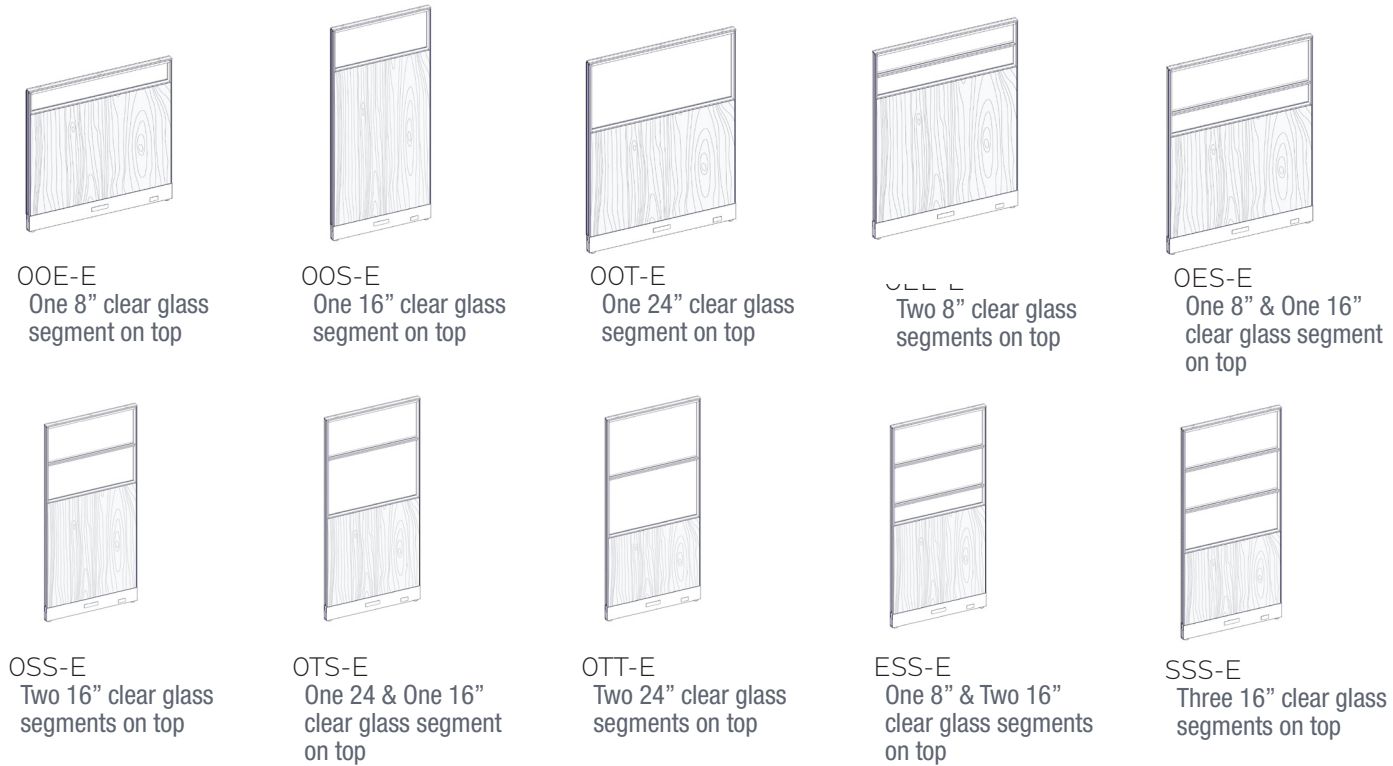 OOE-E
One 8” clear glass
segment on top
OOS-E
One 16” clear glass
segment on top
OOT-E
One 24” clear glass
segment on top
Two 8” clear glass
segments on top
OES-E
One 8” & One 16”
clear glass segment
on top
OSS-E
Two 16” clear glass
segments on top
OTS-E
One 24 & One 16”
clear glass segment
on top
OTT-E
Two 24” clear glass
segments on top
ESS-E
One 8” & Two 16”
clear glass segments
on top
SSS-E
Three 16” clear glass
segments on top